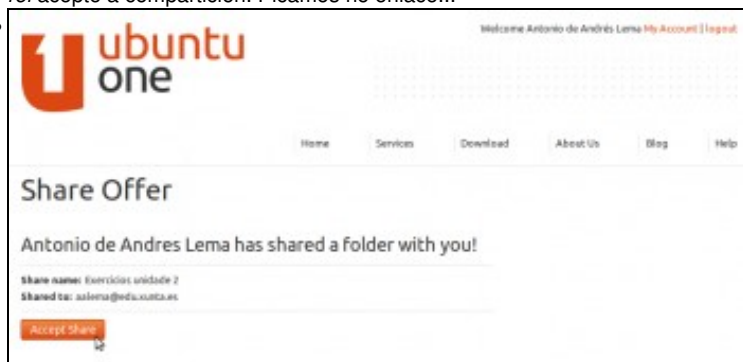 ubuntu
one
Welcome Antonio de Andrés Lema My Account | logout
Home Services Download About Us Blog Help
Share Offer
Antonio de Andres Lema has shared a folder with you!
Share name: Exercicios unidade 2
Shared to: aalema@edu.xunta.es
Accept Share